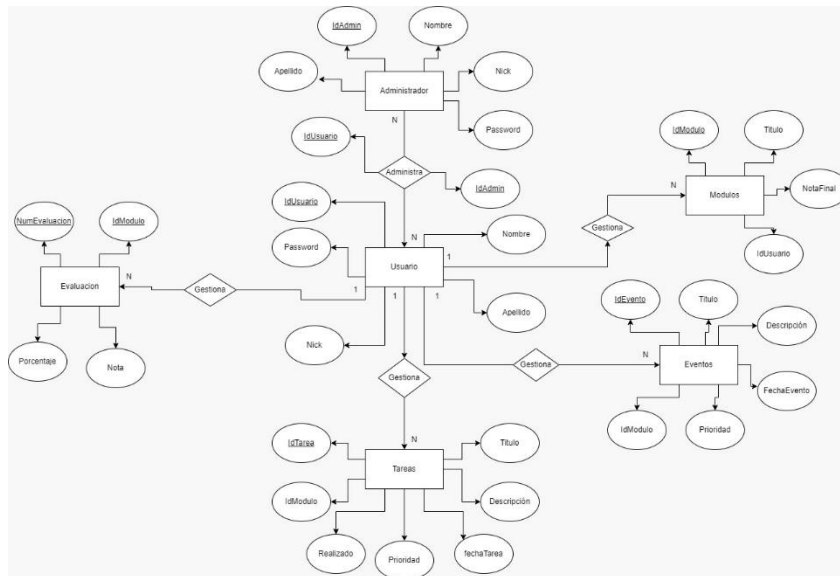 IdAdmin
Nombre
Apellido
Administrador
Nick
N
Password
IdUsuario
Administra
IdAdmin
IdModulo
Titulo
N
Modulos
NotaFinal
IdUsuario
Gestiona
IdUsuario
N
Nombre
Password
Usuario
1
1
1
1
Apellido
Nick
NumEvaluacion
IdModulo
N
Evaluacion
Gestiona
Porcentaje
Nota
IdEvento
Titulo
Descripción
Gestiona
N
Eventos
FechaEvento
IdModulo
Prioridad
Gestiona
N
IdTarea
Titulo
Tareas
IdModulo
Descripción
Realizado
Prioridad
fechaTarea